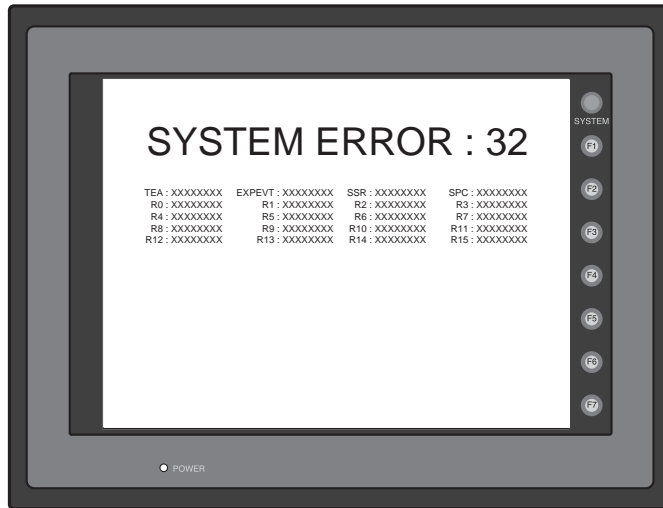 SYSTEM ERROR : 32
TEA : XXXXXXXX EXPEVT : XXXXXXXX SSR : XXXXXXXX SPC : XXXXXXXX
R0 : XXXXXXXX R1 : XXXXXXXX R2 : XXXXXXXX R3 : XXXXXXXX
R4 : XXXXXXXX R5 : XXXXXXXX R6 : XXXXXXXX R7 : XXXXXXXX
R8 : XXXXXXXX R9 : XXXXXXXX R10 : XXXXXXXX R11 : XXXXXXXX
R12 : XXXXXXXX R13 : XXXXXXXX R14 : XXXXXXXX R15 : XXXXXXXX
SYSTEM
F1
F2
F3
F4
F5
F6
F7
POWER